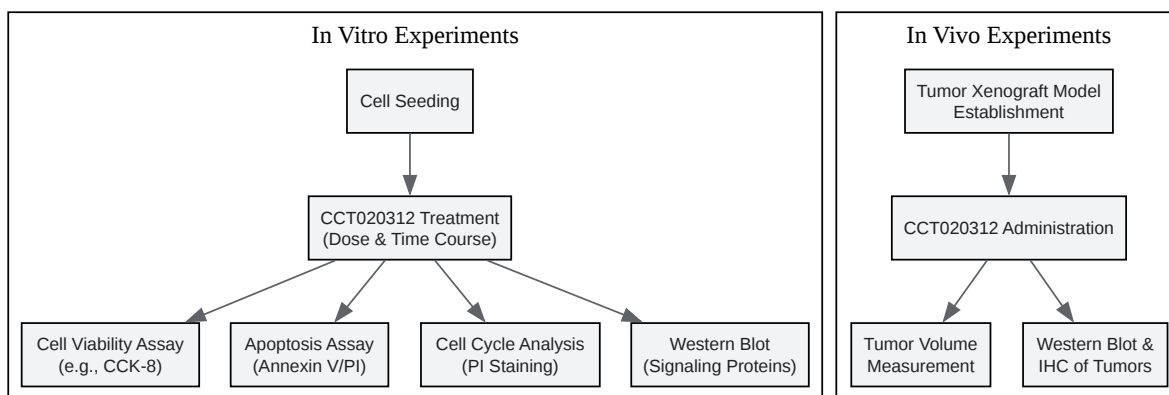 In Vitro Experiments
Cell Seeding
CCT020312 Treatment
(Dose & Time Course)
Cell Viability Assay
(e.g., CCK-8)
Apoptosis Assay
(Annexin V/PI)
Cell Cycle Analysis
(PI Staining)
Western Blot
(Signaling Proteins)
In Vivo Experiments
Tumor Xenograft Model
Establishment
CCT020312 Administration
Tumor Volume
Measurement
Western Blot &
IHC of Tumors